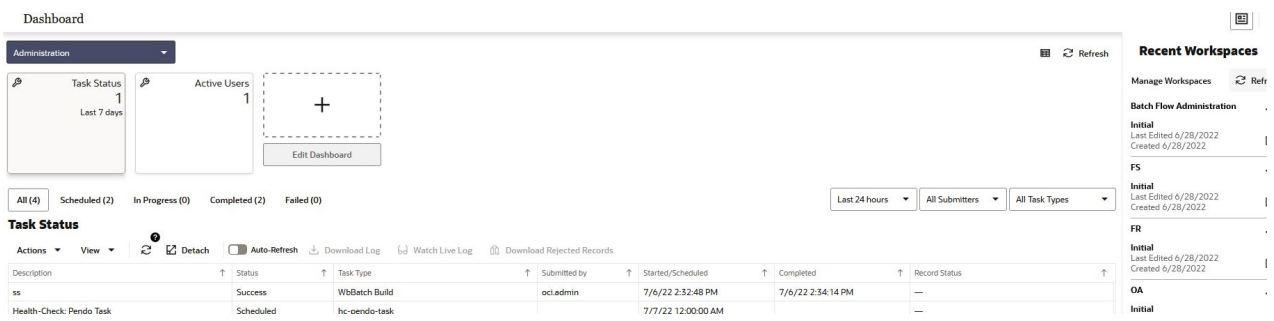 Dashboard
Administration
Refresh
Task Status
1
Last 7 days
Active Users
1
+
Edit Dashboard
All (4) Scheduled (2) In Progress (0) Completed (2) Failed (0)
Last 24 hours All Submitters All Task Types
Task Status
Actions View ? Detach Auto-Refresh Download Log Watch Live Log Download Rejected Records
Description Status Task Type Submitted by Started/Scheduled Completed Record Status
ss Success WbBatch Build oci.admin 7/6/22 2:32:48 PM 7/6/22 2:34:14 PM —
Health-Check: Pendo Task Scheduled hc-pendo-task 7/7/22 12:00:00 AM —
Recent Workspaces
Manage Workspaces Refr
Batch Flow Administration
Initial
Last Edited 6/28/2022
Created 6/28/2022
FS
Initial
Last Edited 6/28/2022
Created 6/28/2022
FR
Initial
Last Edited 6/28/2022
Created 6/28/2022
OA
Initial